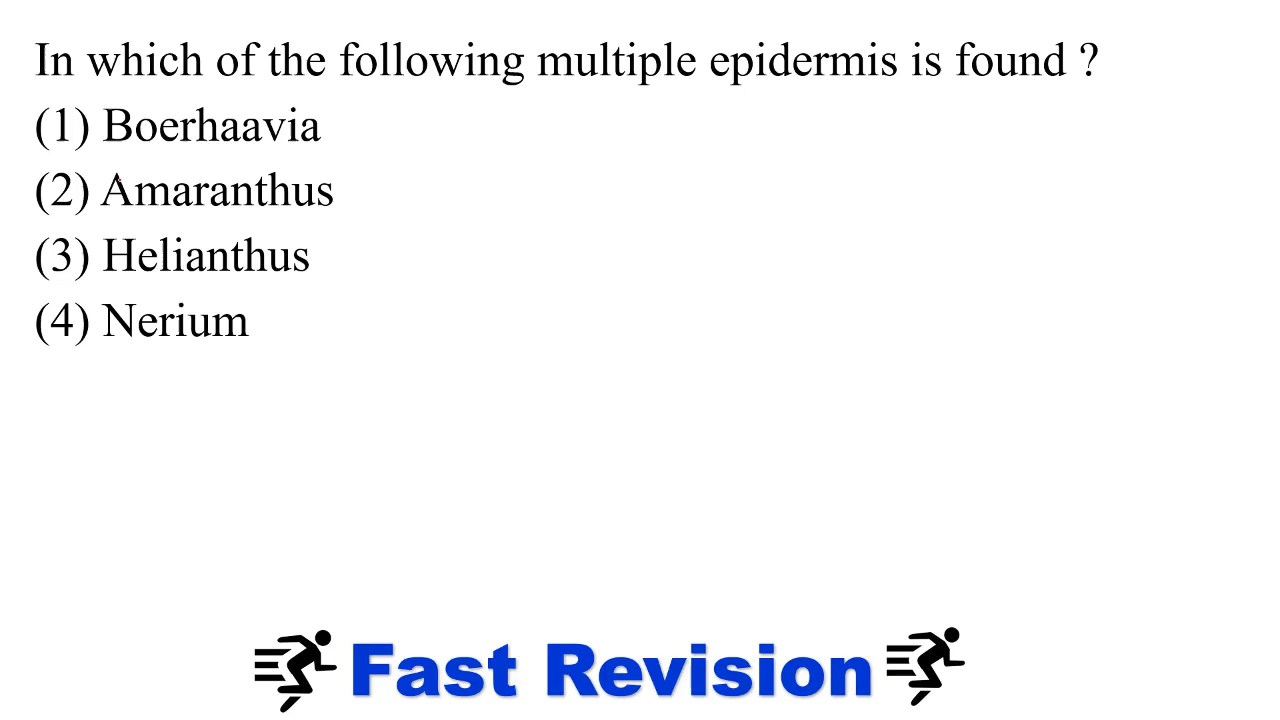 In which of the following multiple epidermis is found ?
(1) Boerhaavia
(2) Amaranthus
(3) Helianthus
(4) Nerium
Fast Revision